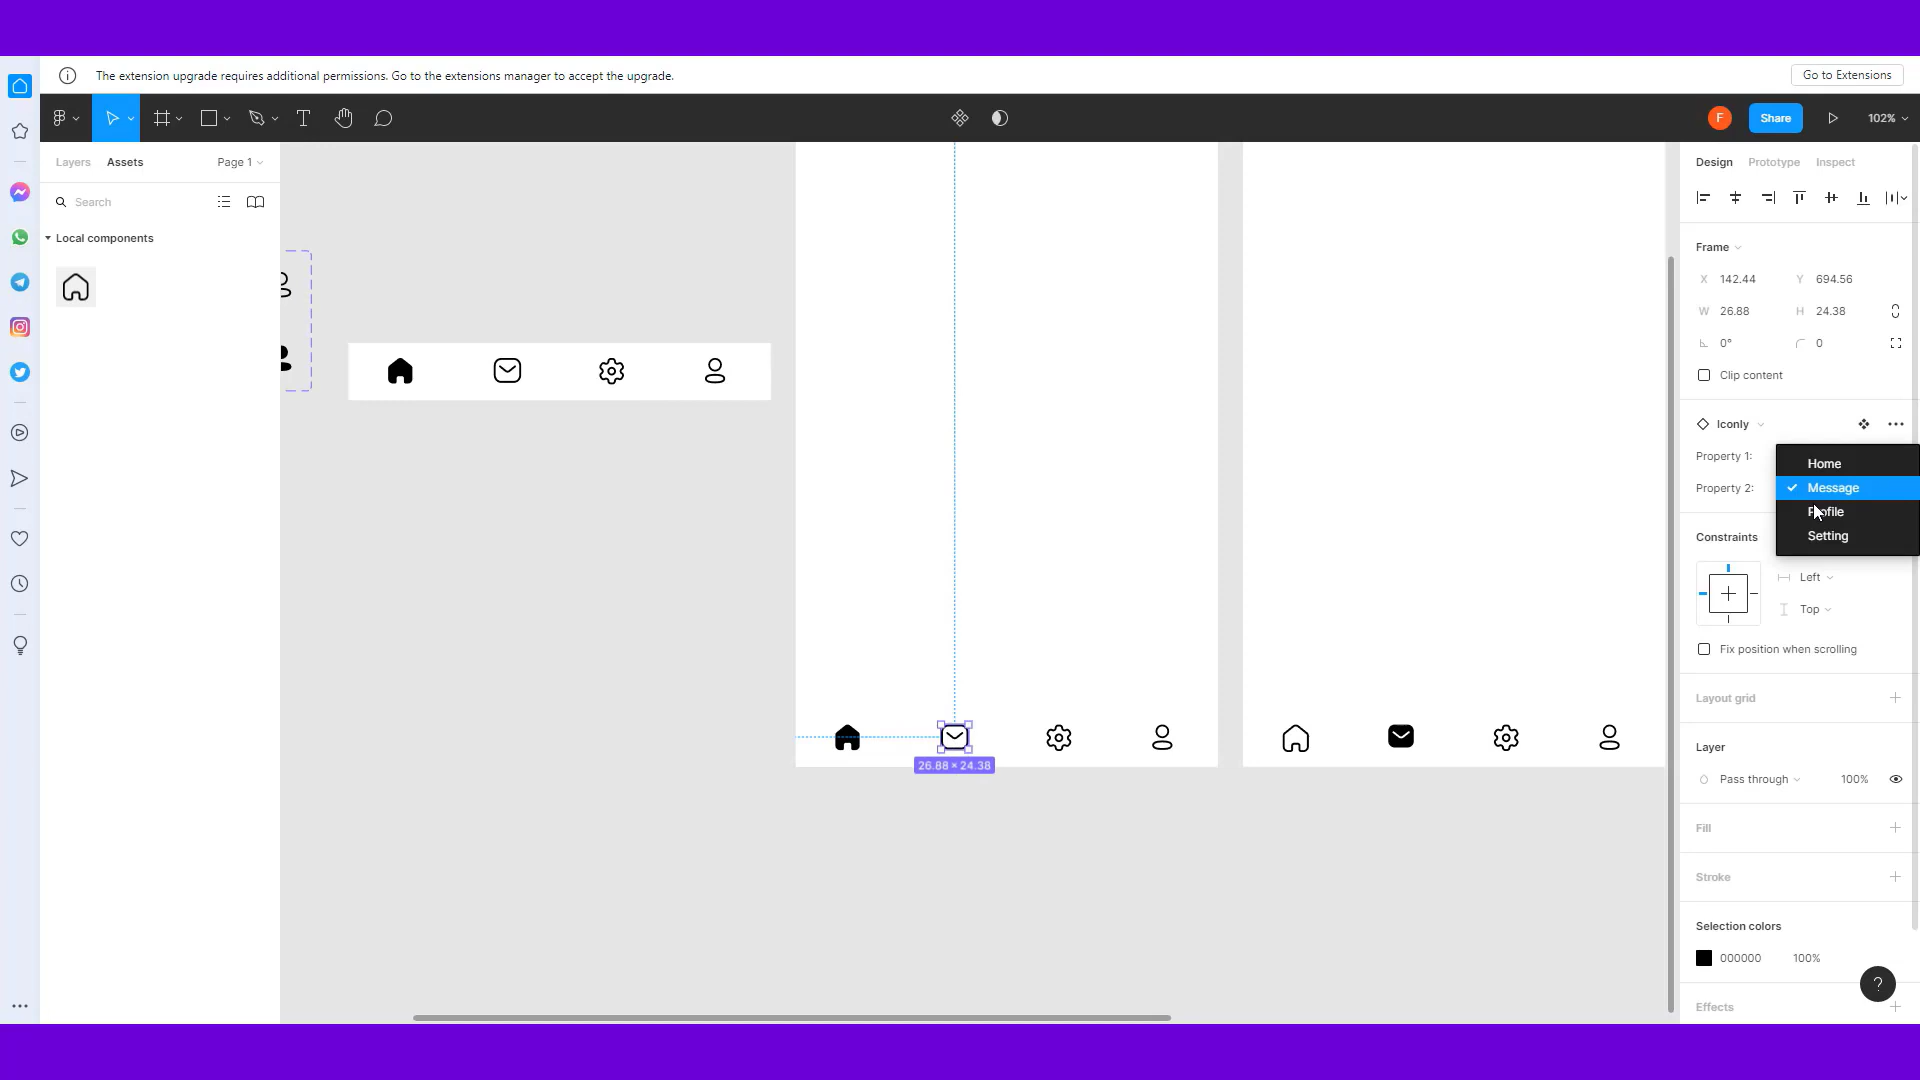 The extension upgrade requires additional permissions. Go to the extensions manager to accept the upgrade.
Go to Extensions
F
Share
102%
Layers
Assets
Page 1
Search
Local components
26.88 × 24.38
Design
Prototype
Inspect
Frame
X 142.44
Y 694.56
W 26.88
H 24.38
0°
0
Clip content
Iconly
Property 1:
Property 2:
Home
Message
Profile
Setting
Constraints
Left
Top
Fix position when scrolling
Layout grid
Layer
Pass through
100%
Fill
Stroke
Selection colors
000000
100%
Effects
?